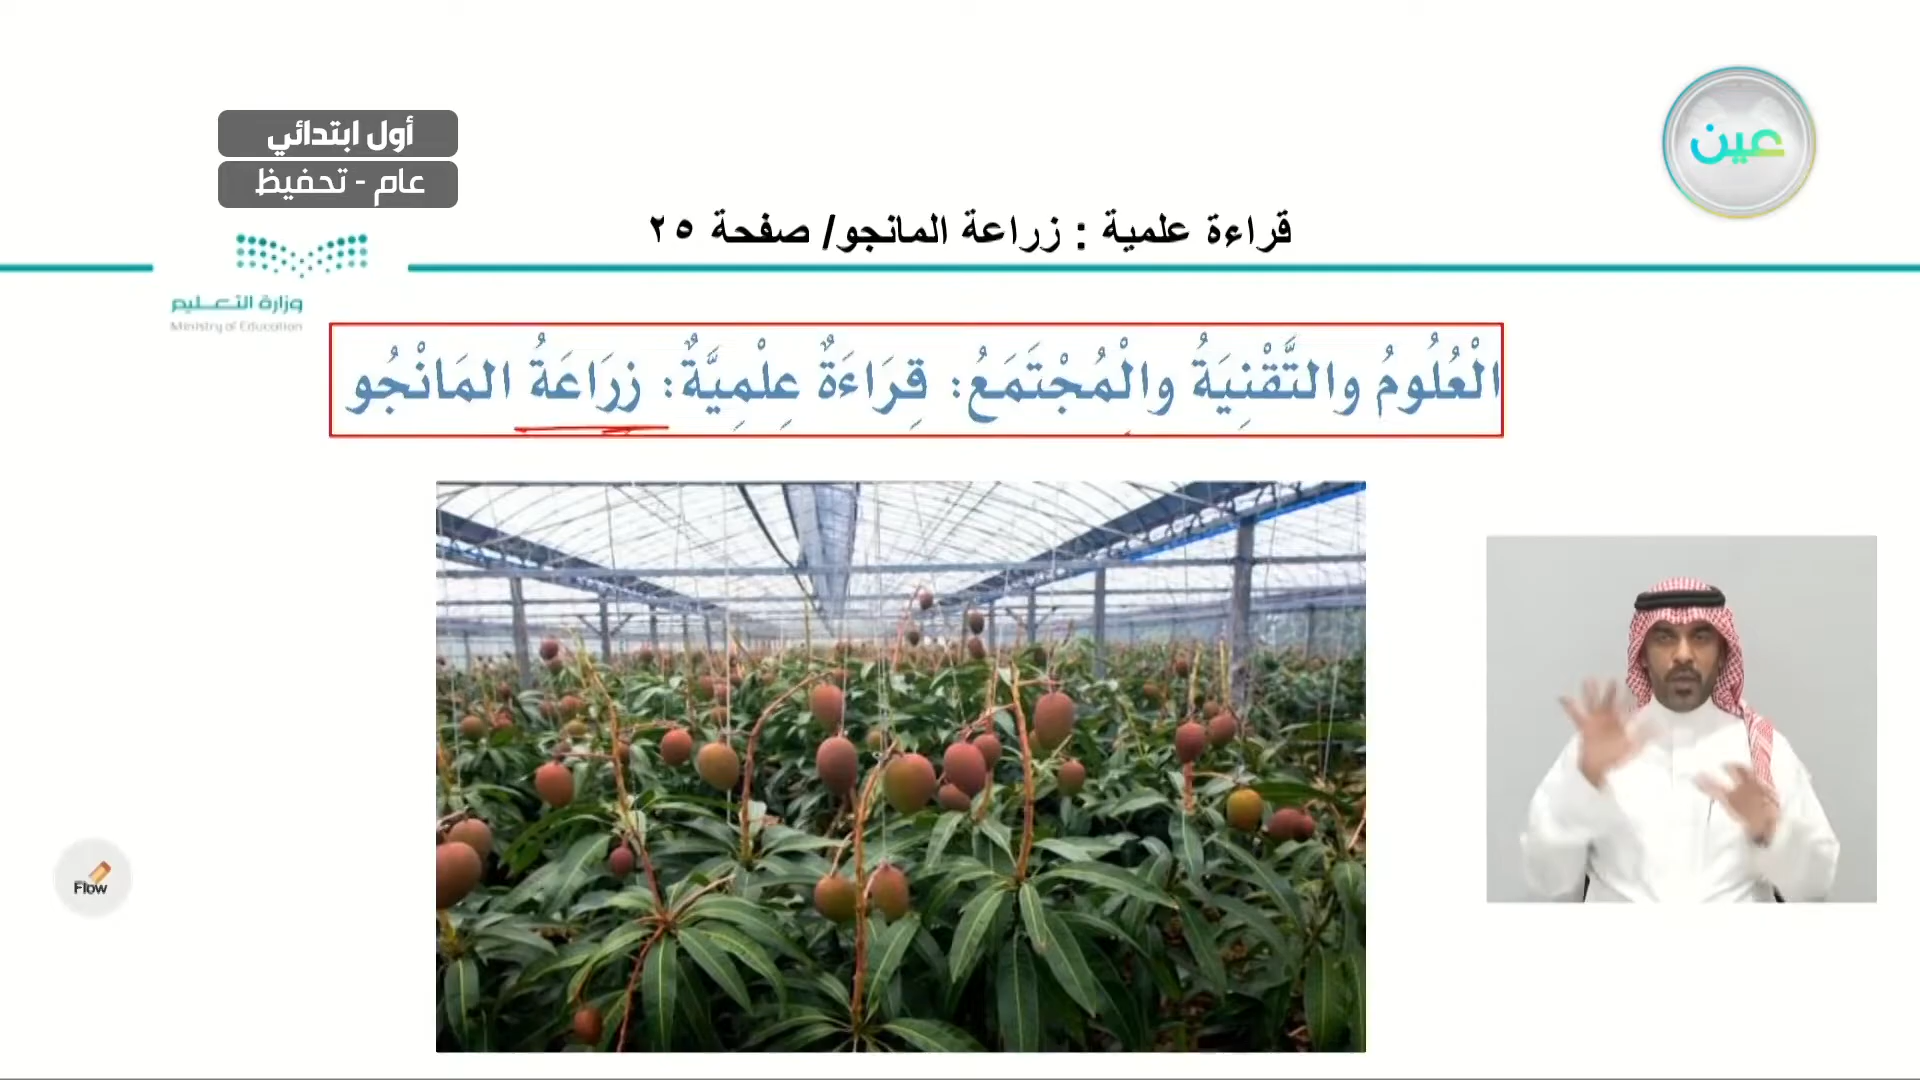 عين
أول ابتدائي
عام - تحفيظ
قراءة علمية : زراعة المانجو/ صفحة ٢٥
وزارة التعليم
Ministry of Education
الْعُلُومُ والتَّقْنِيَةُ والْمُجْتَمَعُ: قِرَاءَةٌ عِلْمِيَّةٌ: زِرَاعَةُ المَانْجُو
Flow